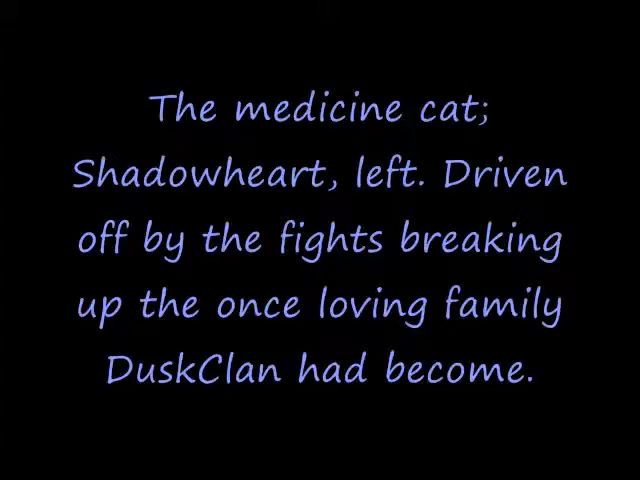 The medicine cat;
Shadowheart, left. Driven
off by the fights breaking
up the once loving family
DuskClan had become.